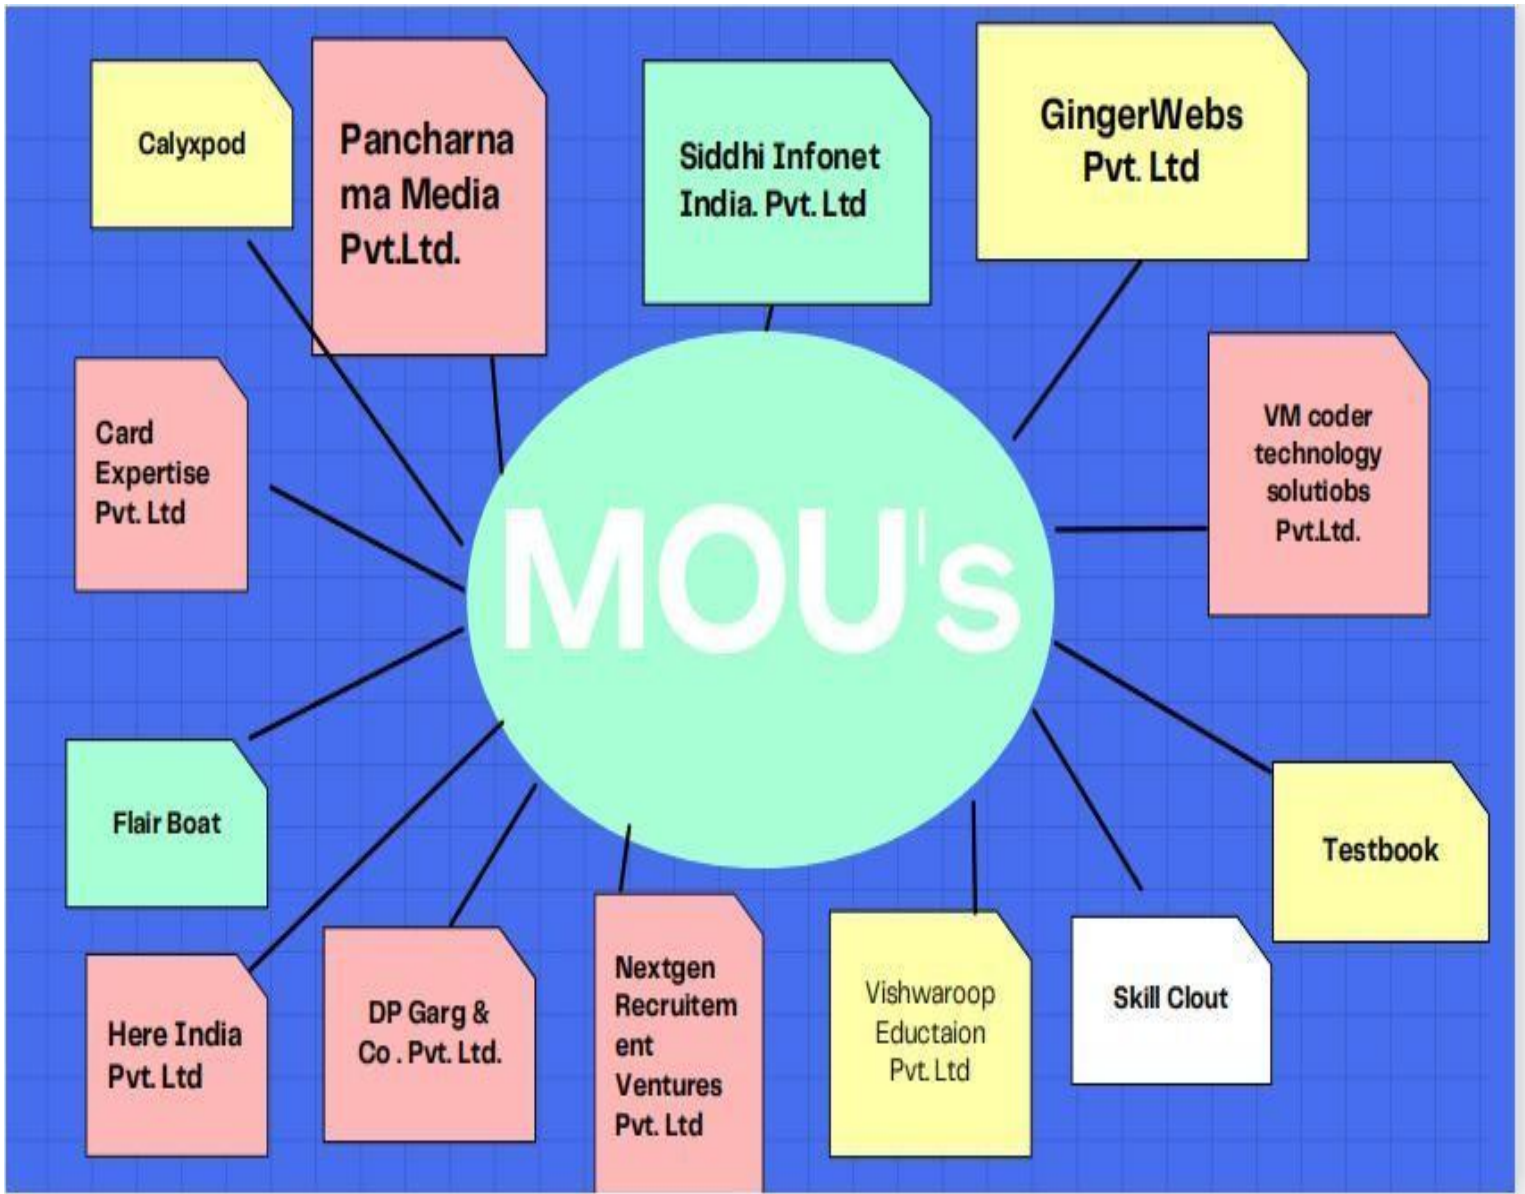 Calyxpod
Pancharna
ma Media
Pvt.Ltd.
Siddhi Infonet
India. Pvt. Ltd
GingerWebs
Pvt. Ltd
Card
Expertise
Pvt. Ltd
VM coder
technology
solutiobs
Pvt.Ltd.
MOU's
Flair Boat
Testbook
Here India
Pvt. Ltd
DP Garg &
Co . Pvt. Ltd.
Nextgen
Recruitem
ent
Ventures
Pvt. Ltd
Vishwaroop
Eductaion
Pvt. Ltd
Skill Clout